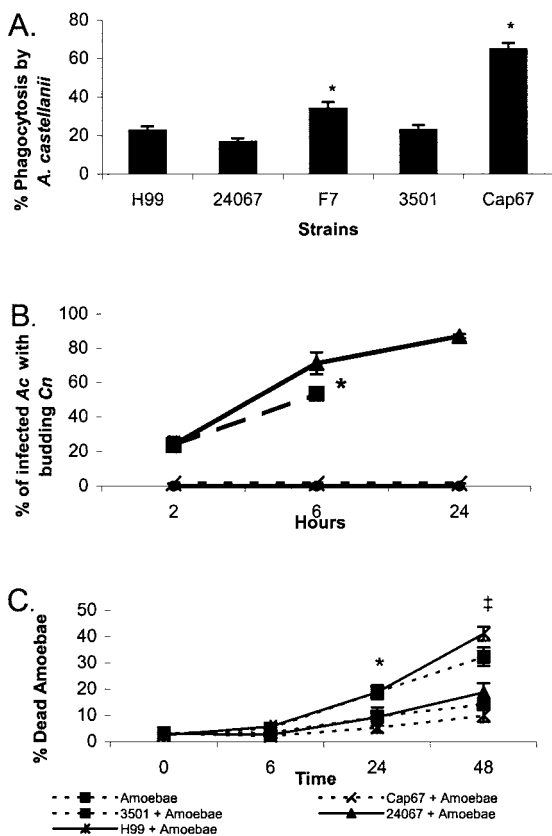 A.
% Phagocytosis by
A. castellanii
80
60
40
20
0
*
*
H99 24067 F7 3501 Cap67
Strains
B.
% of infected Ac with
budding Cn
100
80
60
40
20
0
*
2 6 24
Hours
C.
% Dead Amoebae
50
40
30
20
10
0
*
‡
0 6 24 48
Time
Amoebae
Cap67 + Amoebae
3501 + Amoebae
24067 + Amoebae
H99 + Amoebae